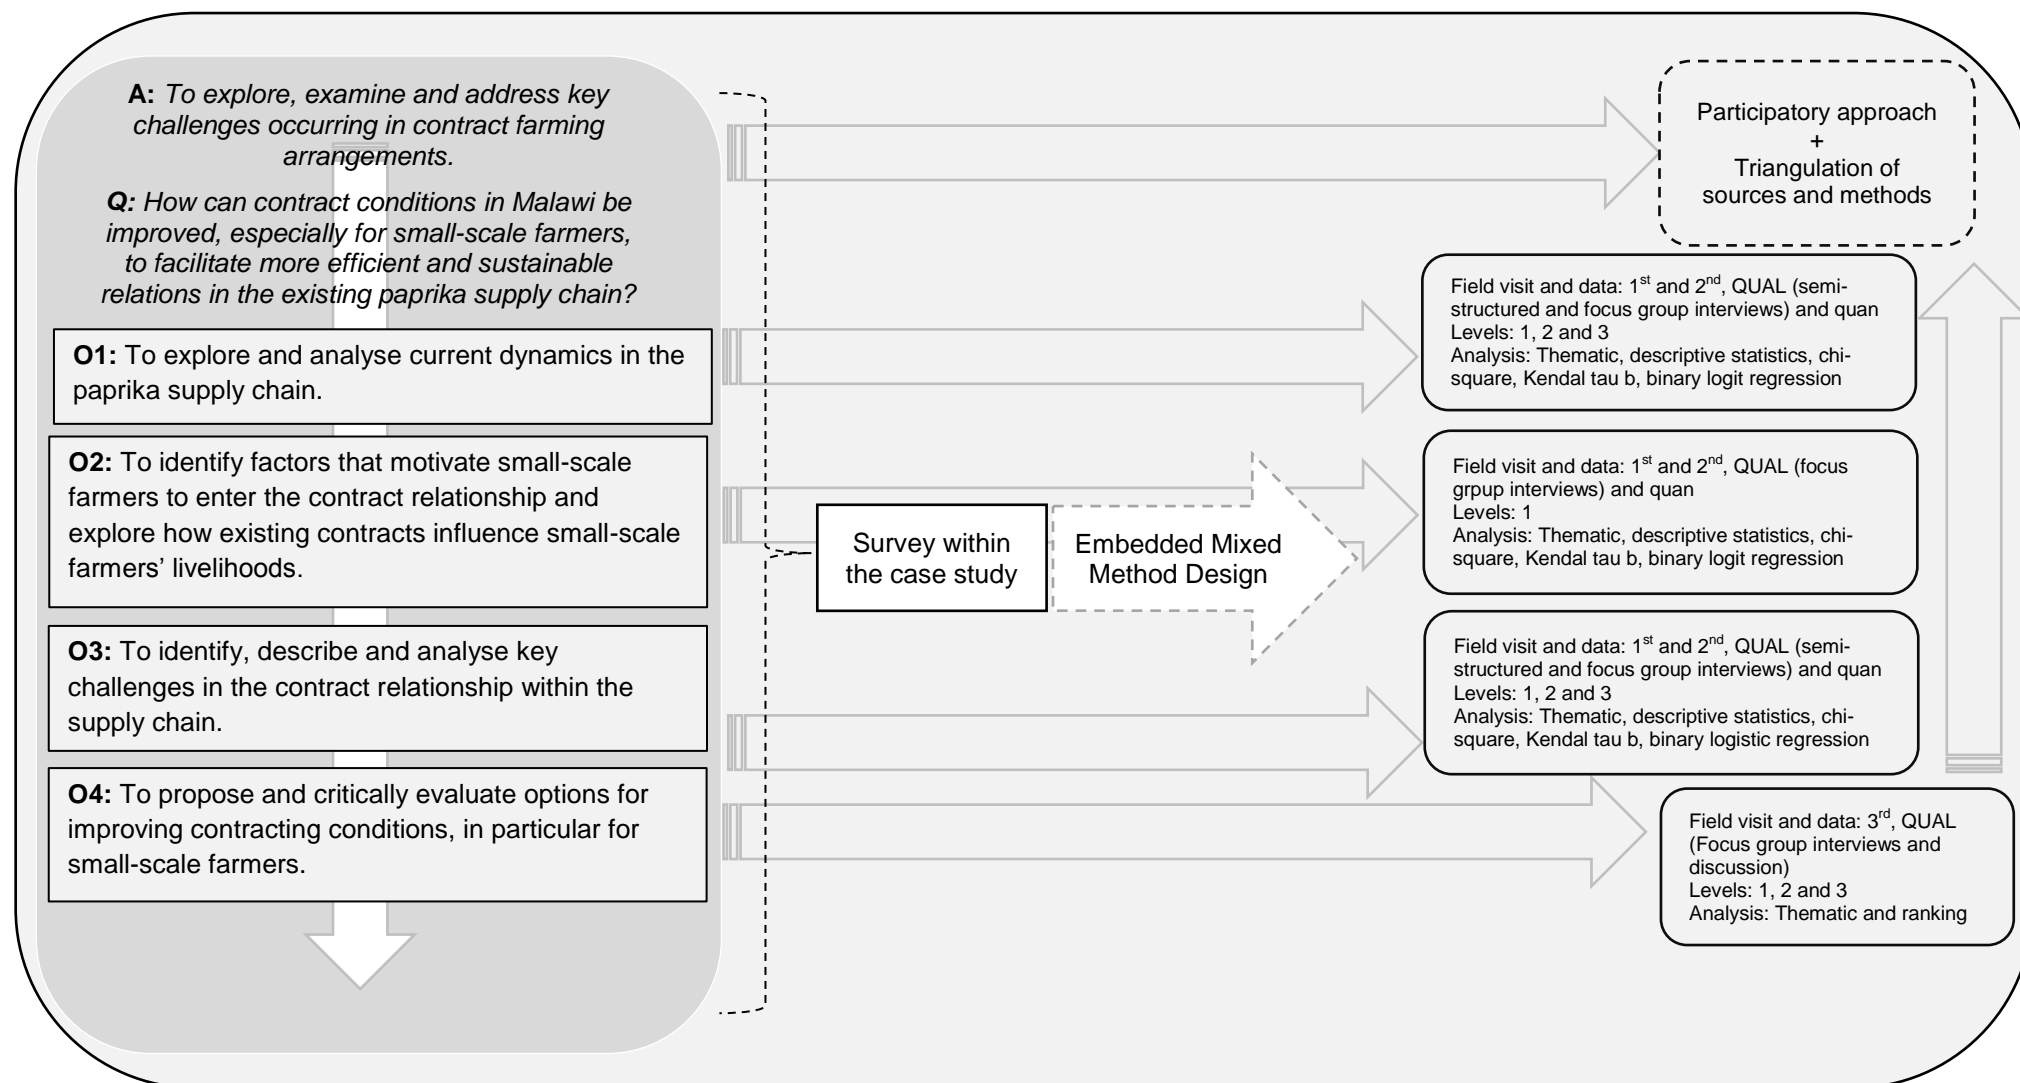 A: To explore, examine and address key
challenges occurring in contract farming
arrangements.
Q: How can contract conditions in Malawi be
improved, especially for small-scale farmers,
to facilitate more efficient and sustainable
relations in the existing paprika supply chain?
O1: To explore and analyse current dynamics in the
paprika supply chain.
O2: To identify factors that motivate small-scale
farmers to enter the contract relationship and
explore how existing contracts influence small-scale
farmers’ livelihoods.
O3: To identify, describe and analyse key
challenges in the contract relationship within the
supply chain.
O4: To propose and critically evaluate options for
improving contracting conditions, in particular for
small-scale farmers.
Survey within
the case study
Embedded Mixed
Method Design
Participatory approach
+
Triangulation of
sources and methods
Field visit and data: 1st and 2nd, QUAL (semi-
structured and focus group interviews) and quan
Levels: 1, 2 and 3
Analysis: Thematic, descriptive statistics, chi-
square, Kendal tau b, binary logit regression
Field visit and data: 1st and 2nd, QUAL (focus
grpup interviews) and quan
Levels: 1
Analysis: Thematic, descriptive statistics, chi-
square, Kendal tau b, binary logit regression
Field visit and data: 1st and 2nd, QUAL (semi-
structured and focus group interviews) and quan
Levels: 1, 2 and 3
Analysis: Thematic, descriptive statistics, chi-
square, Kendal tau b, binary logistic regression
Field visit and data: 3rd, QUAL
(Focus group interviews and
discussion)
Levels: 1, 2 and 3
Analysis: Thematic and ranking